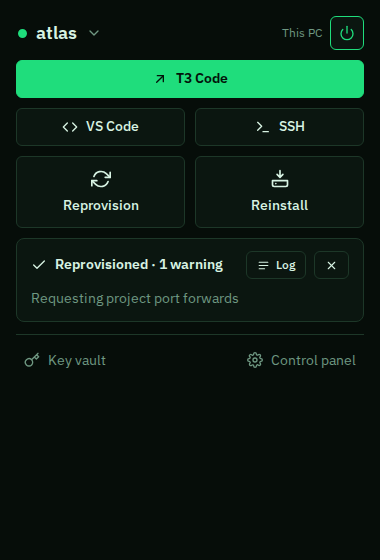 atlas
This PC
T3 Code
VS Code
SSH
Reprovision
Reinstall
Reprovisioned · 1 warning
Log
Requesting project port forwards
Key vault
Control panel